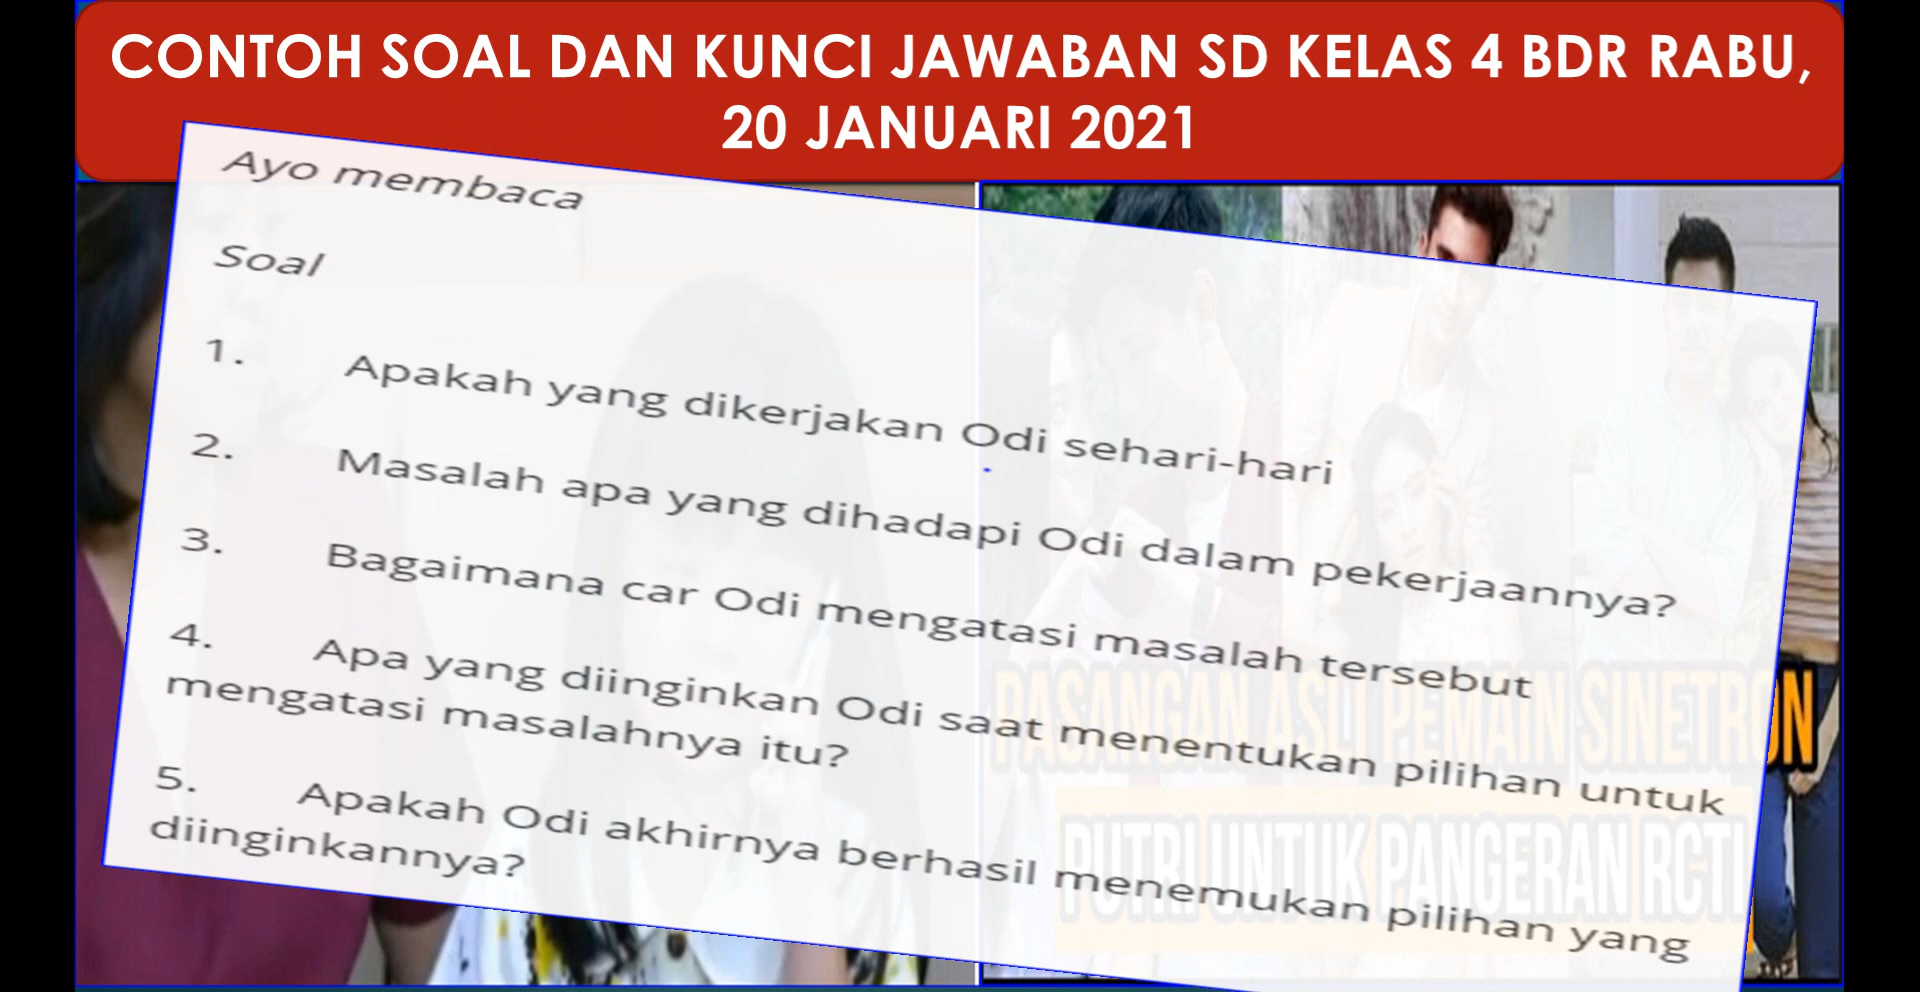 CONTOH SOAL DAN KUNCI JAWABAN SD KELAS 4 BDR RABU,
20 JANUARI 2021
Ayo membaca
Soal
1. Apakah yang dikerjakan Odi sehari-hari
2. Masalah apa yang dihadapi Odi dalam pekerjaannya?
3. Bagaimana car Odi mengatasi masalah tersebut
4. Apa yang diinginkan Odi saat menentukan pilihan untuk
mengatasi masalahnya itu?
5. Apakah Odi akhirnya berhasil menemukan pilihan yang
diinginkannya?
PASANGAN ASLI PEMAIN SINETRON
PUTRI UNTUK PANGERAN RCTI